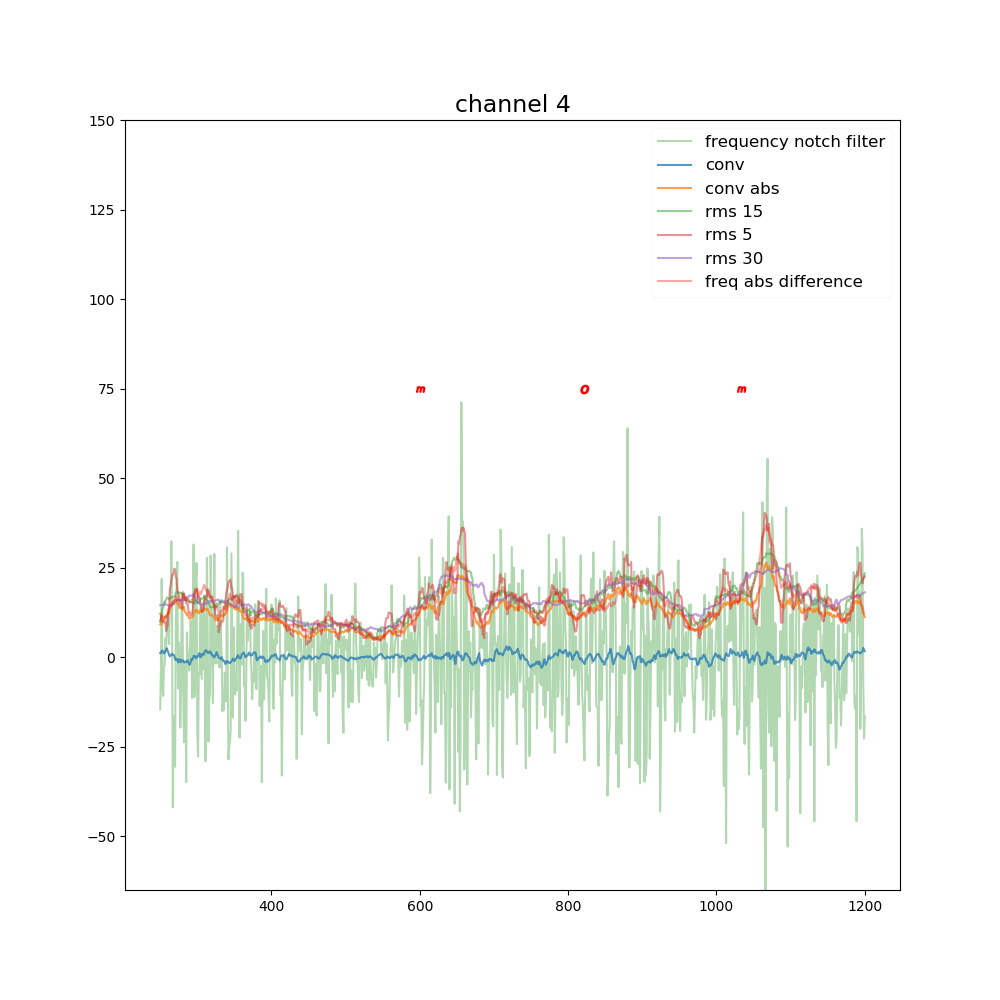 channel 4
150
frequency notch filter
conv
conv abs
rms 15
rms 5
rms 30
freq abs difference
125
100
75
m o m
50
25
0
−25
−50
400 600 800 1000 1200